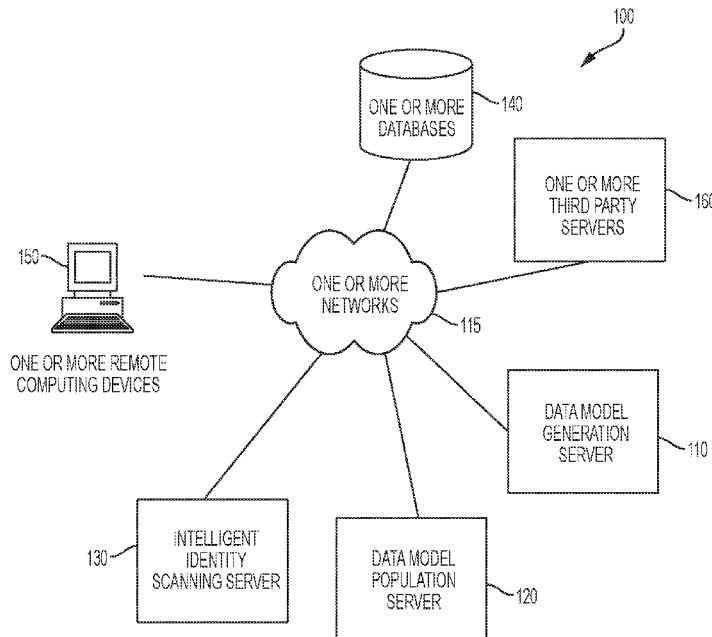 100
ONE OR MORE
DATABASES
140
ONE OR MORE
THIRD PARTY
SERVERS
160
150
ONE OR MORE
NETWORKS
115
ONE OR MORE REMOTE
COMPUTING DEVICES
DATA MODEL
GENERATION
SERVER
110
INTELLIGENT
IDENTITY
SCANNING SERVER
130
DATA MODEL
POPULATION
SERVER
120